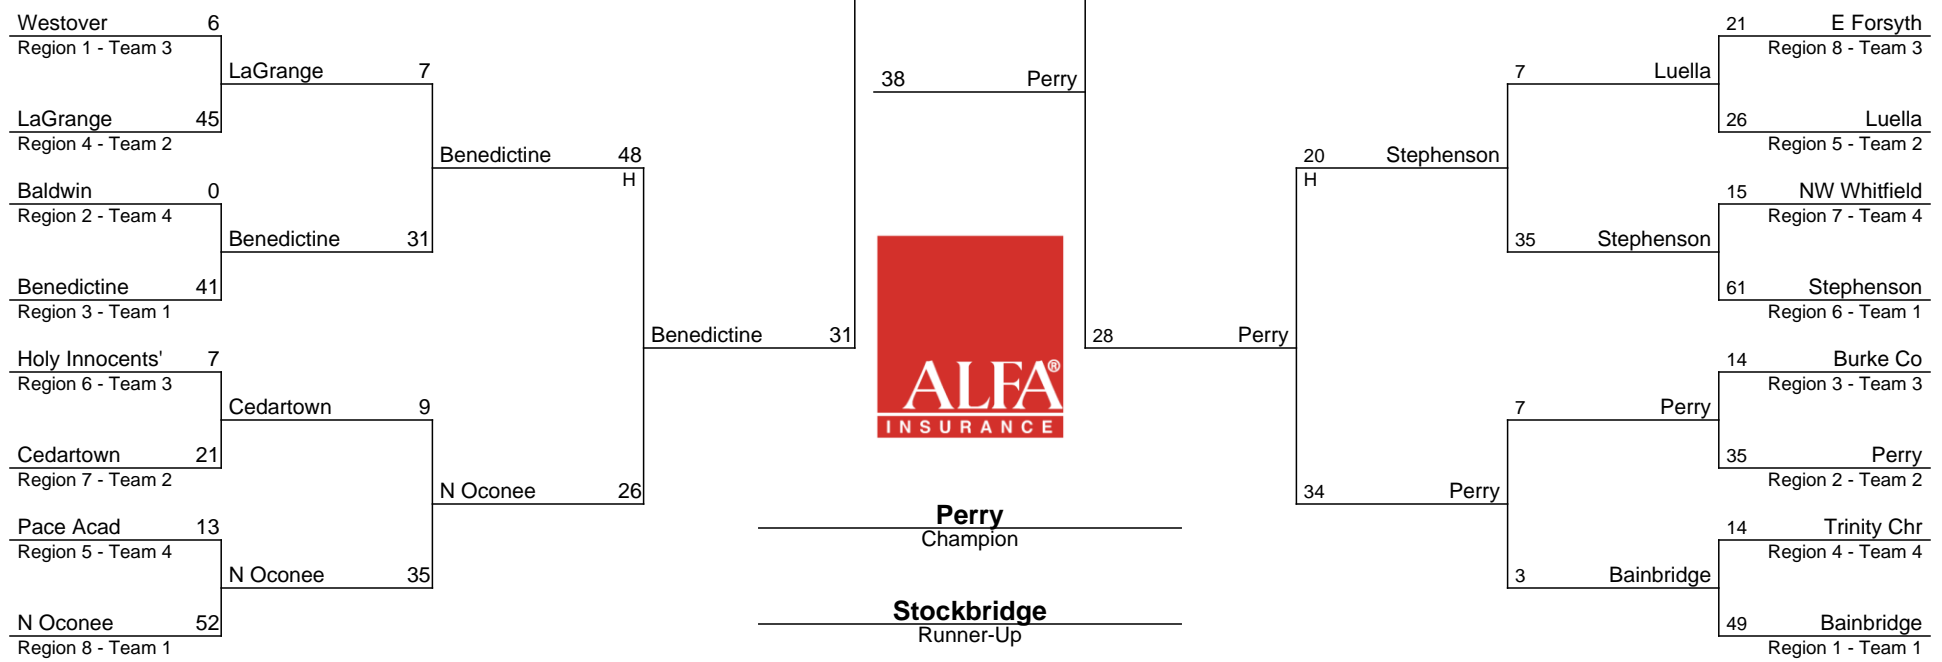 Westover 6
Region 1 - Team 3
LaGrange 7
LaGrange 45
Region 4 - Team 2
Benedictine 48
H
Baldwin 0
Region 2 - Team 4
Benedictine 31
Benedictine 41
Region 3 - Team 1
Benedictine 31
Holy Innocents' 7
Region 6 - Team 3
Cedartown 9
Cedartown 21
Region 7 - Team 2
N Oconee 26
Pace Acad 13
Region 5 - Team 4
N Oconee 35
N Oconee 52
Region 8 - Team 1
38 Perry
ALFA®
INSURANCE
Perry
Champion
Stockbridge
Runner-Up
21 E Forsyth
Region 8 - Team 3
7 Luella
26 Luella
Region 5 - Team 2
20 Stephenson
H
15 NW Whitfield
Region 7 - Team 4
35 Stephenson
61 Stephenson
Region 6 - Team 1
28 Perry
14 Burke Co
Region 3 - Team 3
7 Perry
35 Perry
Region 2 - Team 2
34 Perry
14 Trinity Chr
Region 4 - Team 4
3 Bainbridge
49 Bainbridge
Region 1 - Team 1